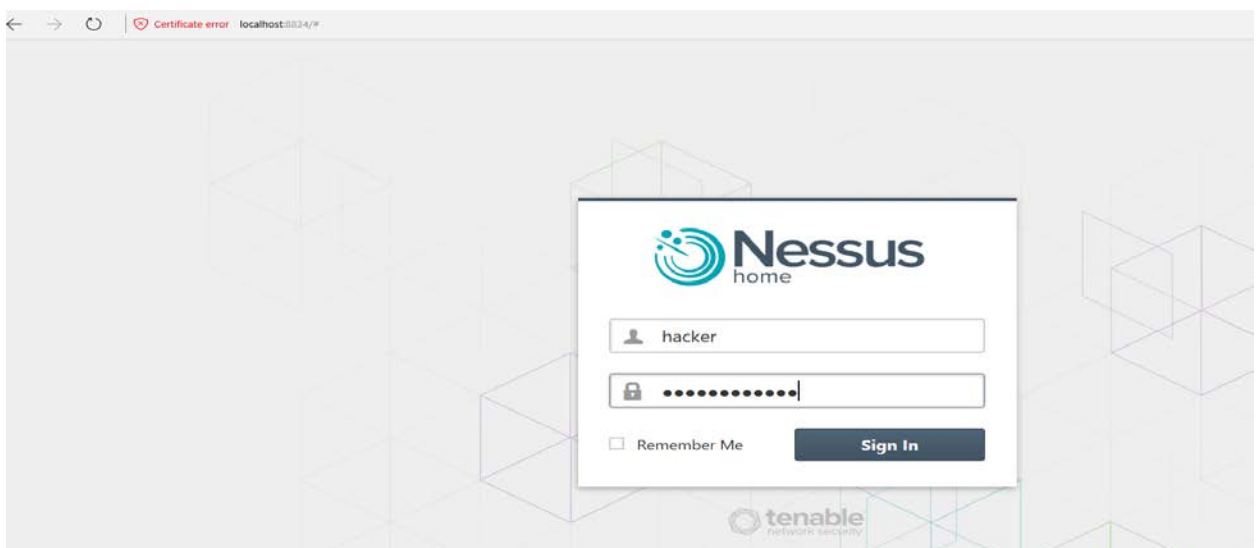 Certificate error localhost:8834/#
Nessus
home
hacker
••••••••••••
Remember Me
Sign In
tenable
network security